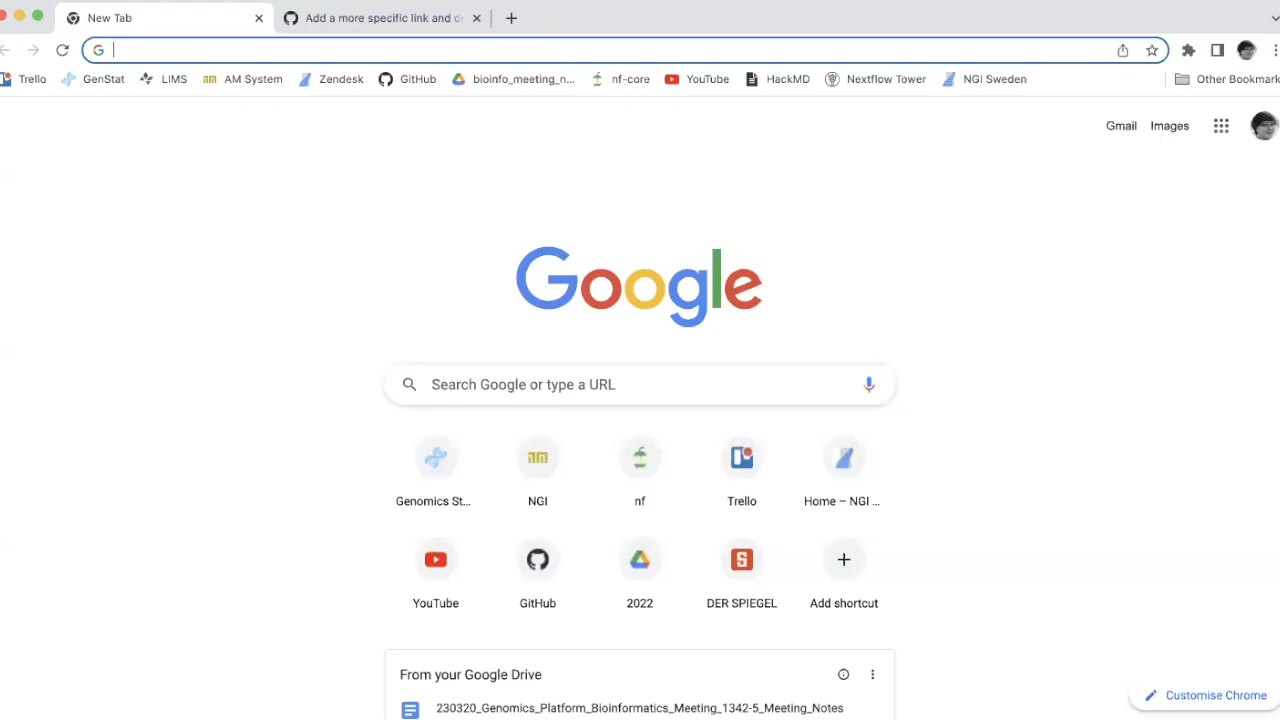 New Tab
Add a more specific link and d
Trello GenStat LIMS AM System Zendesk GitHub bioinfo_meeting_n... nf-core YouTube HackMD Nextflow Tower NGI Sweden Other Bookmark
Gmail Images
Google
Search Google or type a URL
Genomics St... NGI nf Trello Home – NGI ...
YouTube GitHub 2022 DER SPIEGEL Add shortcut
From your Google Drive
230320_Genomics_Platform_Bioinformatics_Meeting_1342-5_Meeting_Notes
Customise Chrome